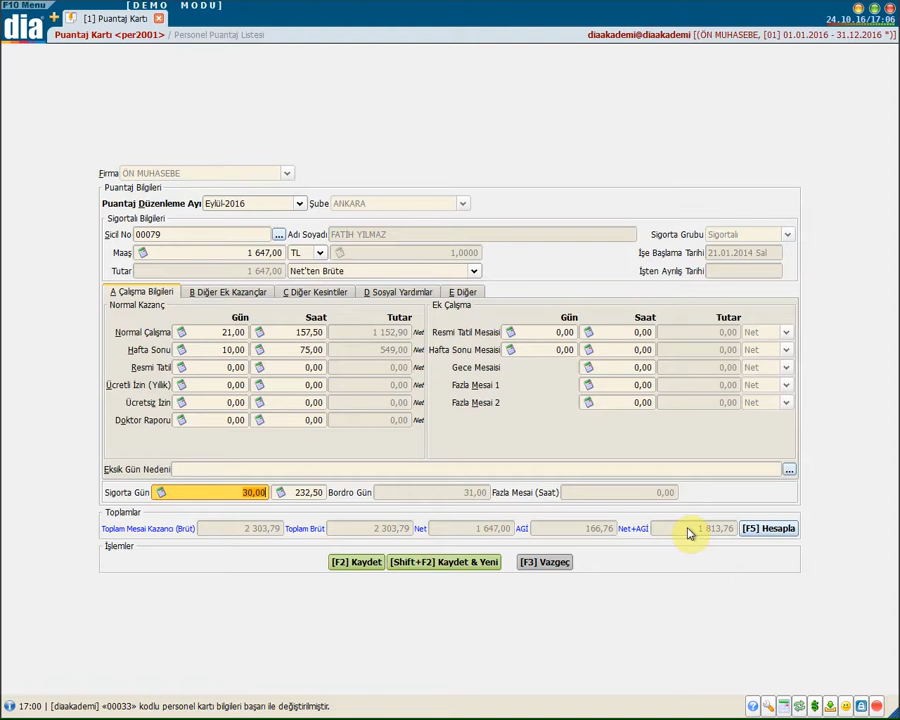 F10 Menu [DEMO MODU]
dia [1] Puantaj Kartı 24.10.16/17:06
Puantaj Kartı <per2001> / Personel Puantaj Listesi diaakademi@diaakademi [(ÖN MUHASEBE, [01] 01.01.2016 - 31.12.2016 *)]
Firma ÖN MUHASEBE
Puantaj Bilgileri
Puantaj Düzenleme Ayı Eylül-2016 Şube ANKARA
Sigortalı Bilgileri
Sicil No 00079 ... Adı Soyadı FATİH YILMAZ Sigorta Grubu Sigortalı
Maaş 1 647,00 TL 1,0000 İşe Başlama Tarihi 21.01.2014 Sal
Tutar 1 647,00 Net'ten Brüte İşten Ayrılış Tarihi
A Çalışma Bilgileri B Diğer Ek Kazançlar C Diğer Kesintiler D Sosyal Yardımlar E Diğer
Normal Kazanç Ek Çalışma
Gün Saat Tutar Gün Saat Tutar
Normal Çalışma 21,00 157,50 1 152,90 Net Resmi Tatil Mesaisi 0,00 0,00 0,00 Net
Hafta Sonu 10,00 75,00 549,00 Net Hafta Sonu Mesaisi 0,00 0,00 0,00 Net
Resmi Tatil 0,00 0,00 0,00 Net Gece Mesaisi 0,00 0,00 Net
Ücretli İzin (Yıllık) 0,00 0,00 0,00 Net Fazla Mesai 1 0,00 0,00 Net
Ücretsiz İzin 0,00 0,00 0,00 Net Fazla Mesai 2 0,00 0,00 Net
Doktor Raporu 0,00 0,00 0,00 Net
Eksik Gün Nedeni ...
Sigorta Gün 30,00 232,50 Bordro Gün 31,00 Fazla Mesai (Saat) 0,00
Toplamlar
Toplam Mesai Kazancı (Brüt) 2 303,79 Toplam Brüt 2 303,79 Net 1 647,00 AGİ 166,76 Net+AGİ 1 813,76 [F5] Hesapla
İşlemler
[F2] Kaydet [Shift+F2] Kaydet & Yeni [F3] Vazgeç
17:00 | [diaakademi] «00033» kodlu personel kartı bilgileri başarı ile değiştirilmiştir.